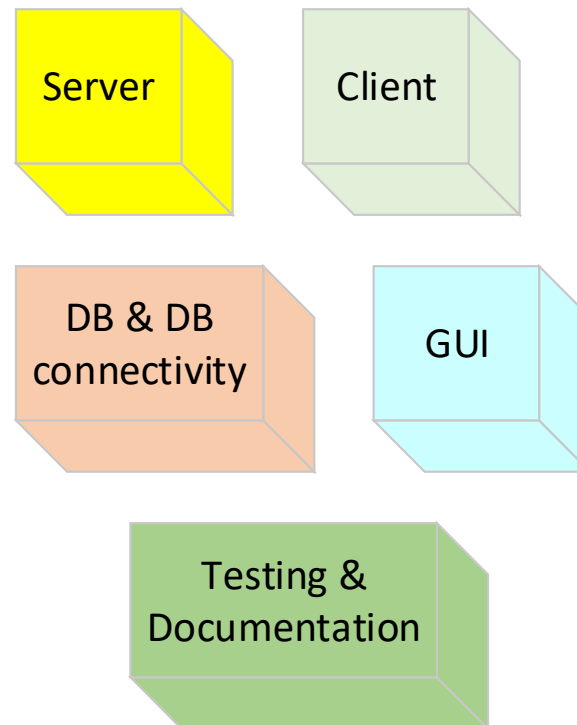 Server
Client
DB & DB
connectivity
GUI
Testing &
Documentation